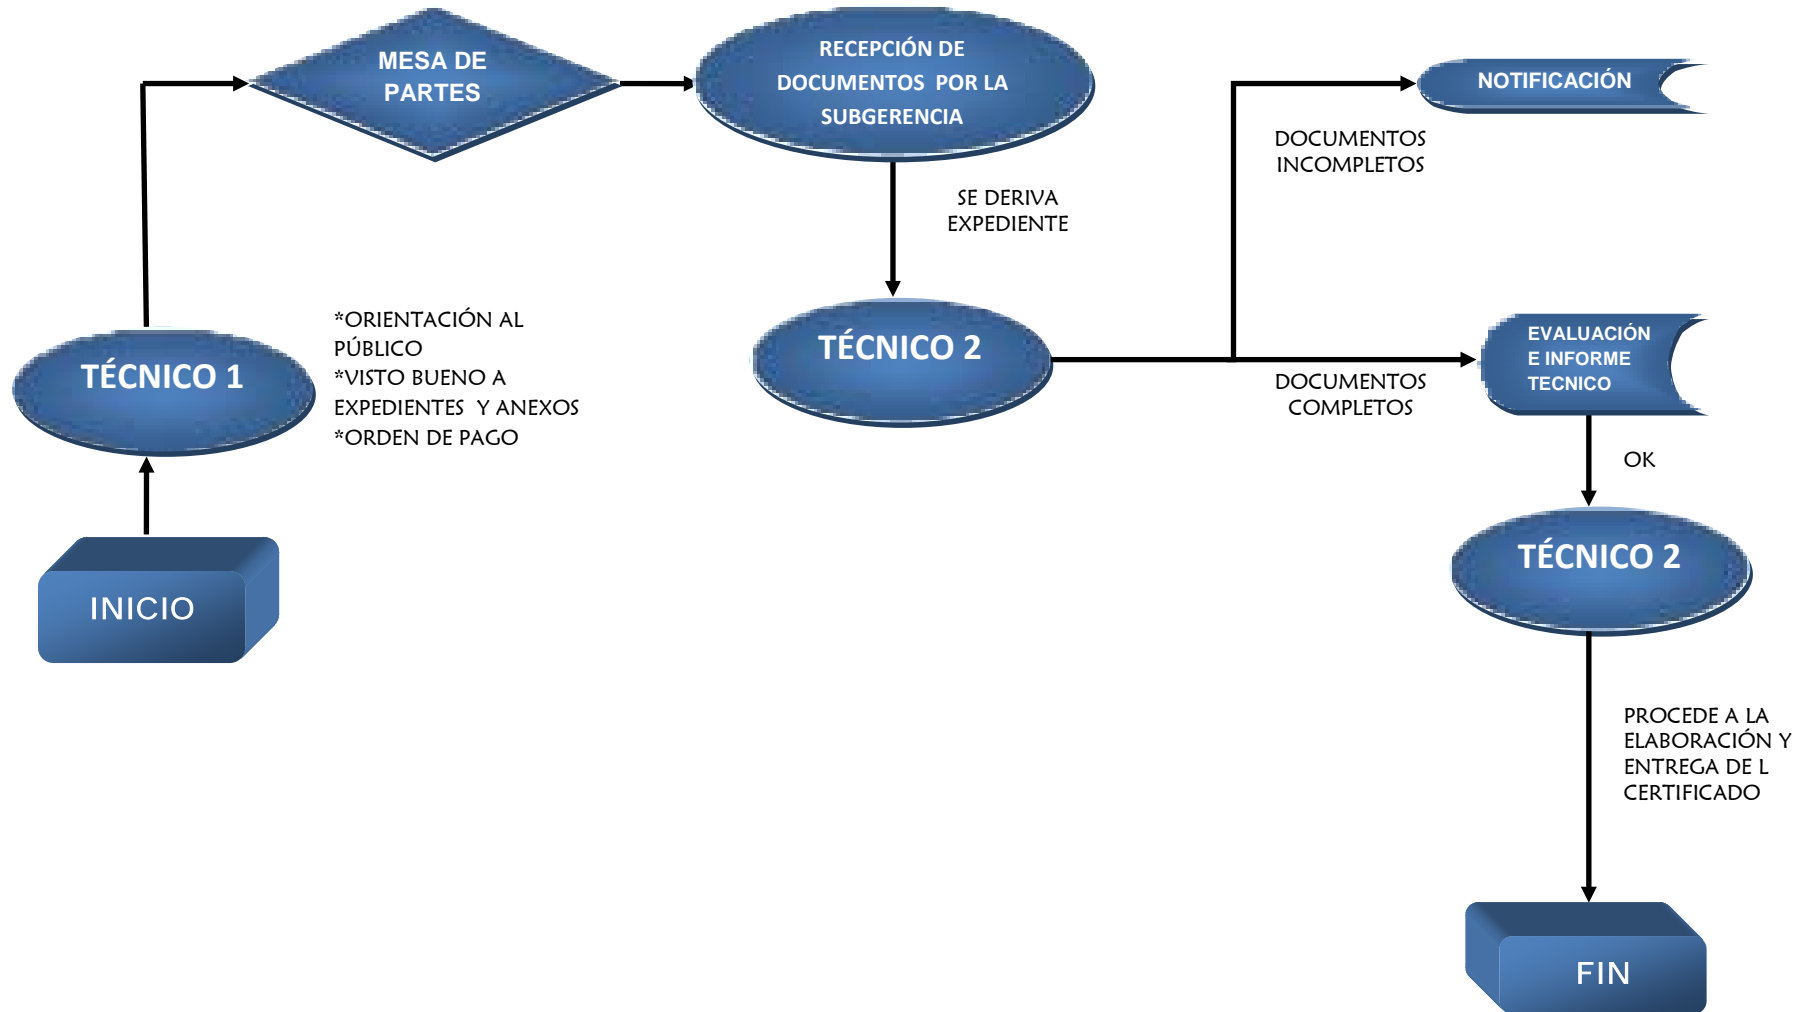 MESA DE
PARTES
RECEPCIÓN DE
DOCUMENTOS POR LA
SUBGERENCIA
NOTIFICACIÓN
DOCUMENTOS
INCOMPLETOS
SE DERIVA
EXPEDIENTE
TÉCNICO 1
*ORIENTACIÓN AL
PÚBLICO
*VISTO BUENO A
EXPEDIENTES Y ANEXOS
*ORDEN DE PAGO
TÉCNICO 2
DOCUMENTOS
COMPLETOS
EVALUACIÓN
E INFORME
TECNICO
OK
TÉCNICO 2
INICIO
PROCEDE A LA
ELABORACIÓN Y
ENTREGA DE L
CERTIFICADO
FIN